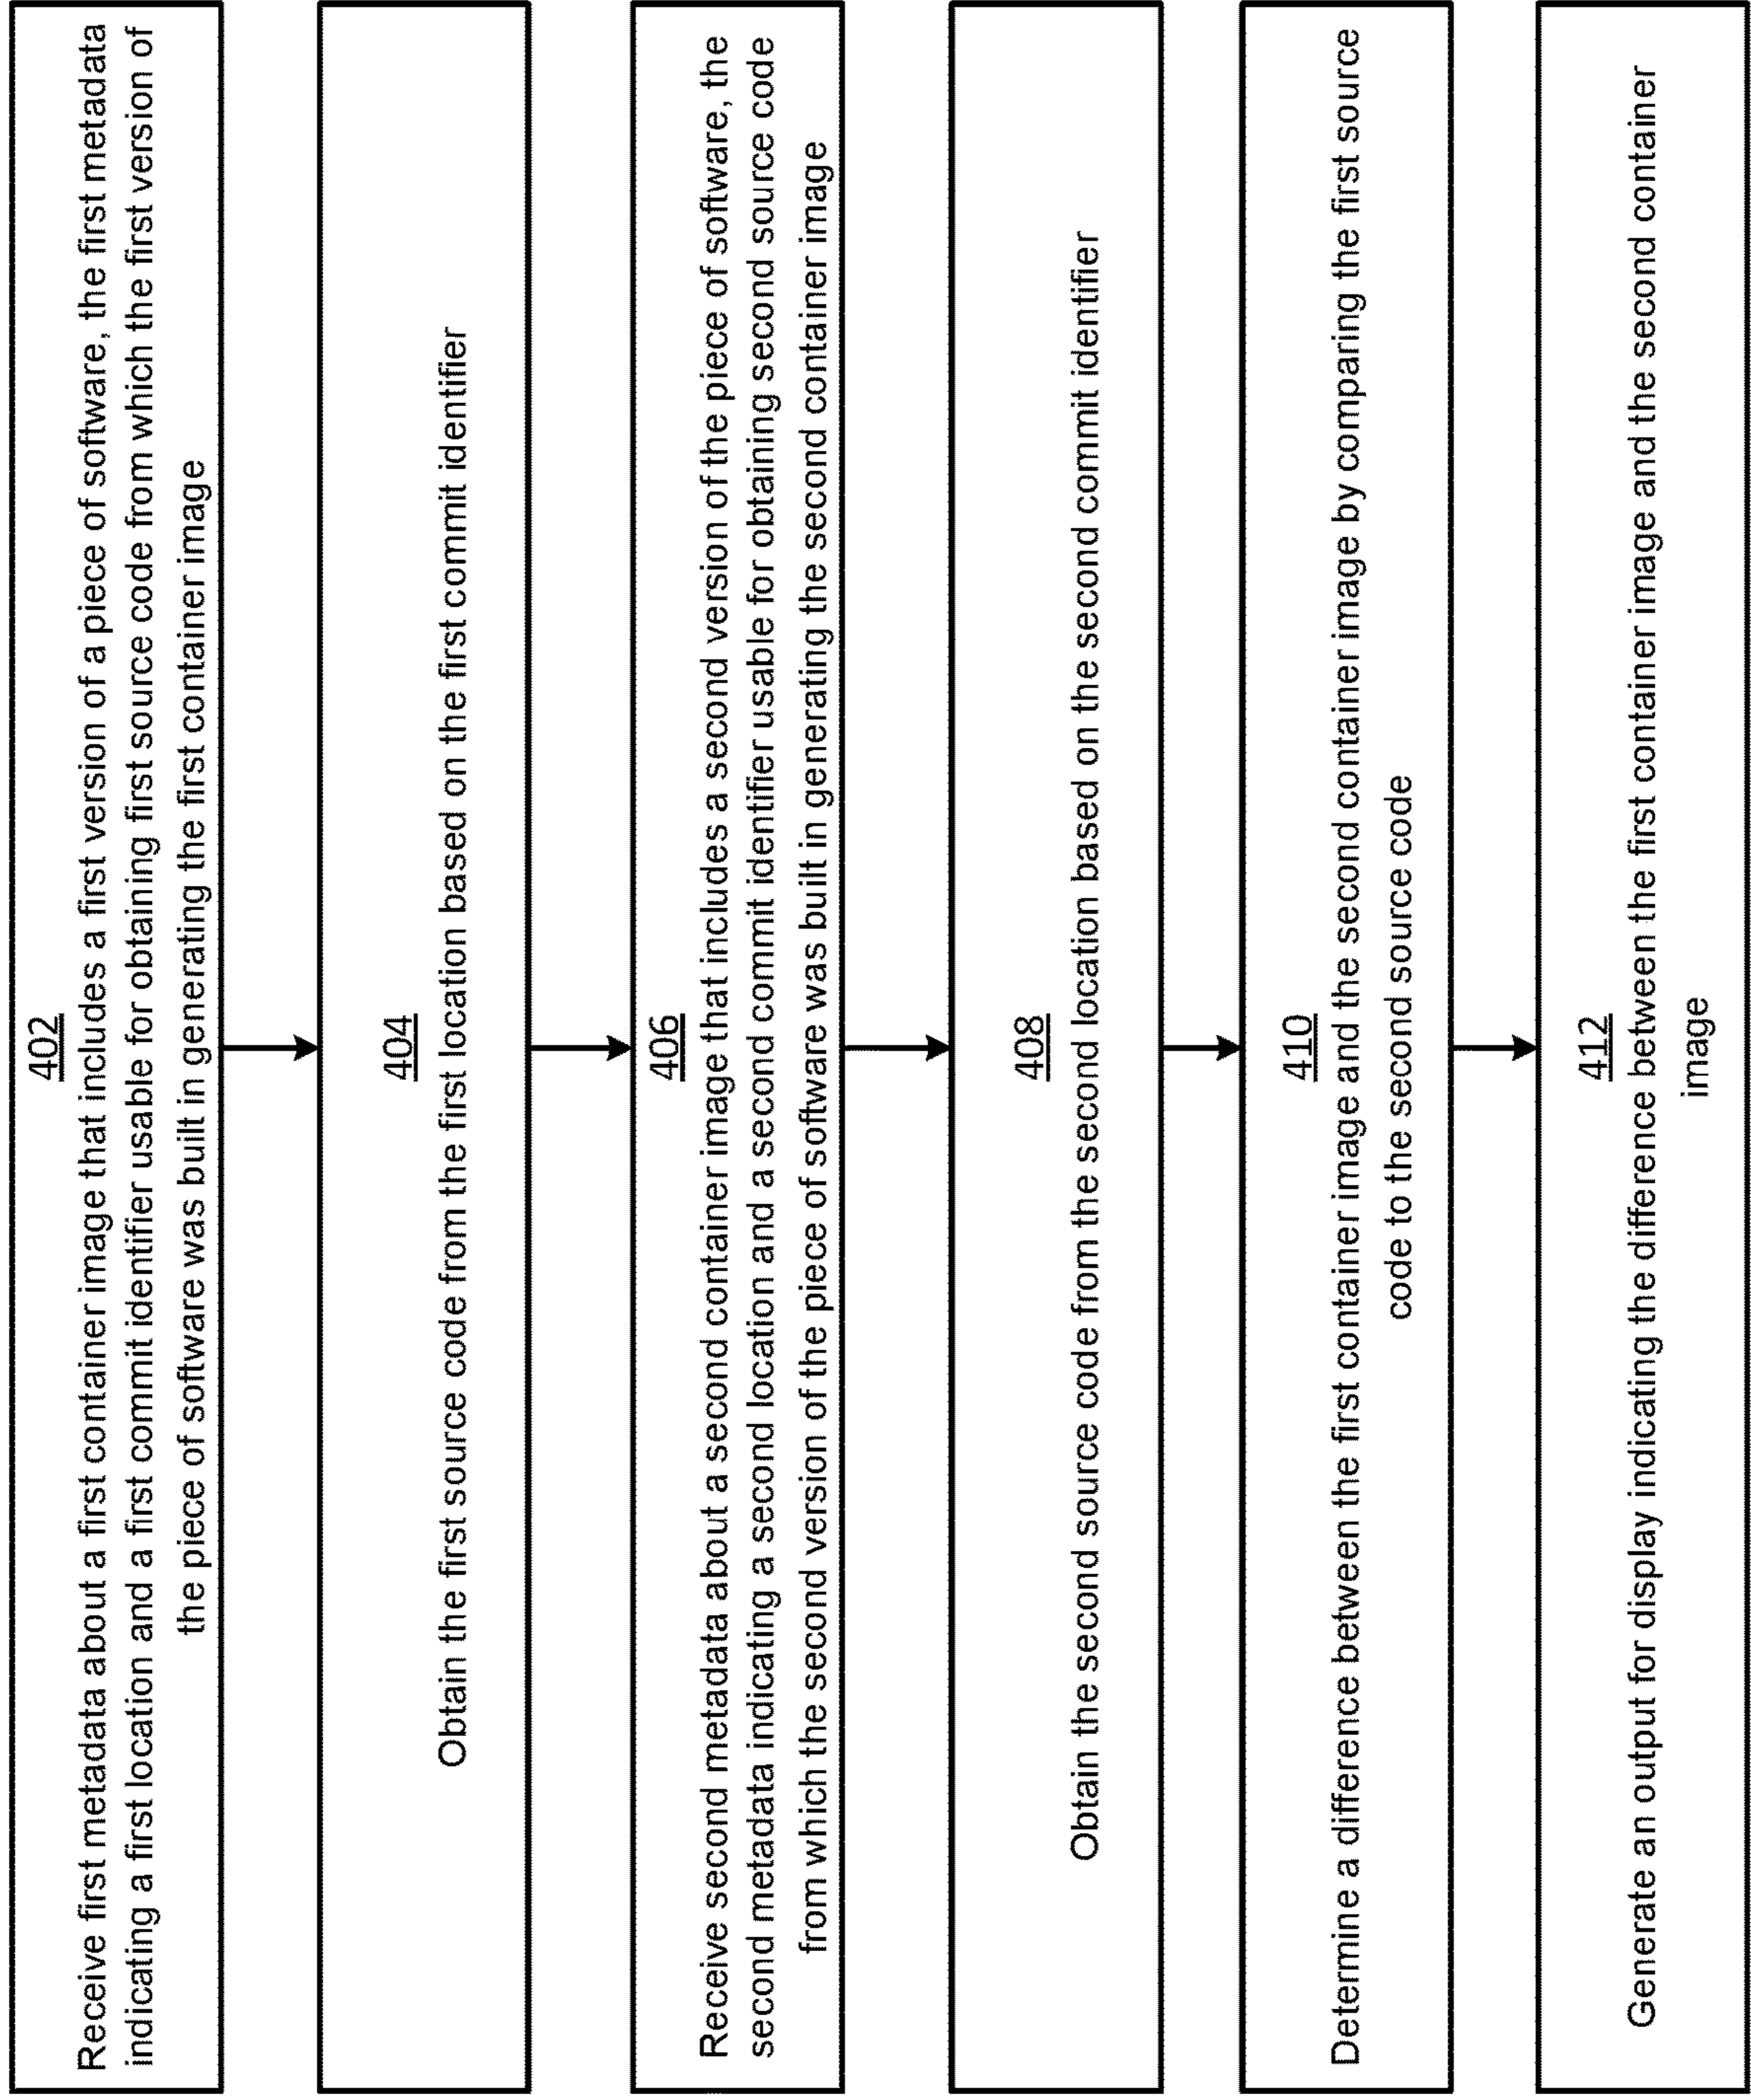 402
Receive first metadata about a first container image that includes a first version of a piece of software, the first metadata
indicating a first location and a first commit identifier usable for obtaining first source code from which the first version of
the piece of software was built in generating the first container image
404
Obtain the first source code from the first location based on the first commit identifier
406
Receive second metadata about a second container image that includes a second version of the piece of software, the
second metadata indicating a second location and a second commit identifier usable for obtaining second source code
from which the second version of the piece of software was built in generating the second container image
408
Obtain the second source code from the second location based on the second commit identifier
410
Determine a difference between the first container image and the second container image by comparing the first source
code to the second source code
412
Generate an output for display indicating the difference between the first container image and the second container
image